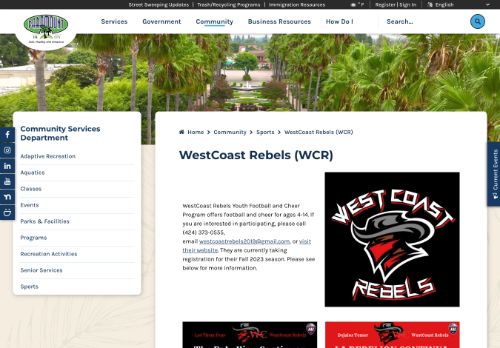 Street Sweeping Updates | Trash/Recycling Programs | Immigration Resources
° F | Register | Sign In | English
PARAMOUNT
Services Government Community Business Resources How Do I Search...
Community Services
Department
Adaptive Recreation
Aquatics
Classes
Events
Parks & Facilities
Programs
Recreation Activities
Senior Services
Sports
Home > Community > Sports > WestCoast Rebels (WCR)
WestCoast Rebels (WCR)
WestCoast Rebels Youth Football and Cheer
Program offers football and cheer for ages 4-14. If
you are interested in participating, please call
(424) 373-0555,
email westcoastrebels2019@gmail.com, or visit
their website. They are currently taking
registration for their Fall 2023 season. Please see
below for more information.
WEST COAST
REBELS
Current Events